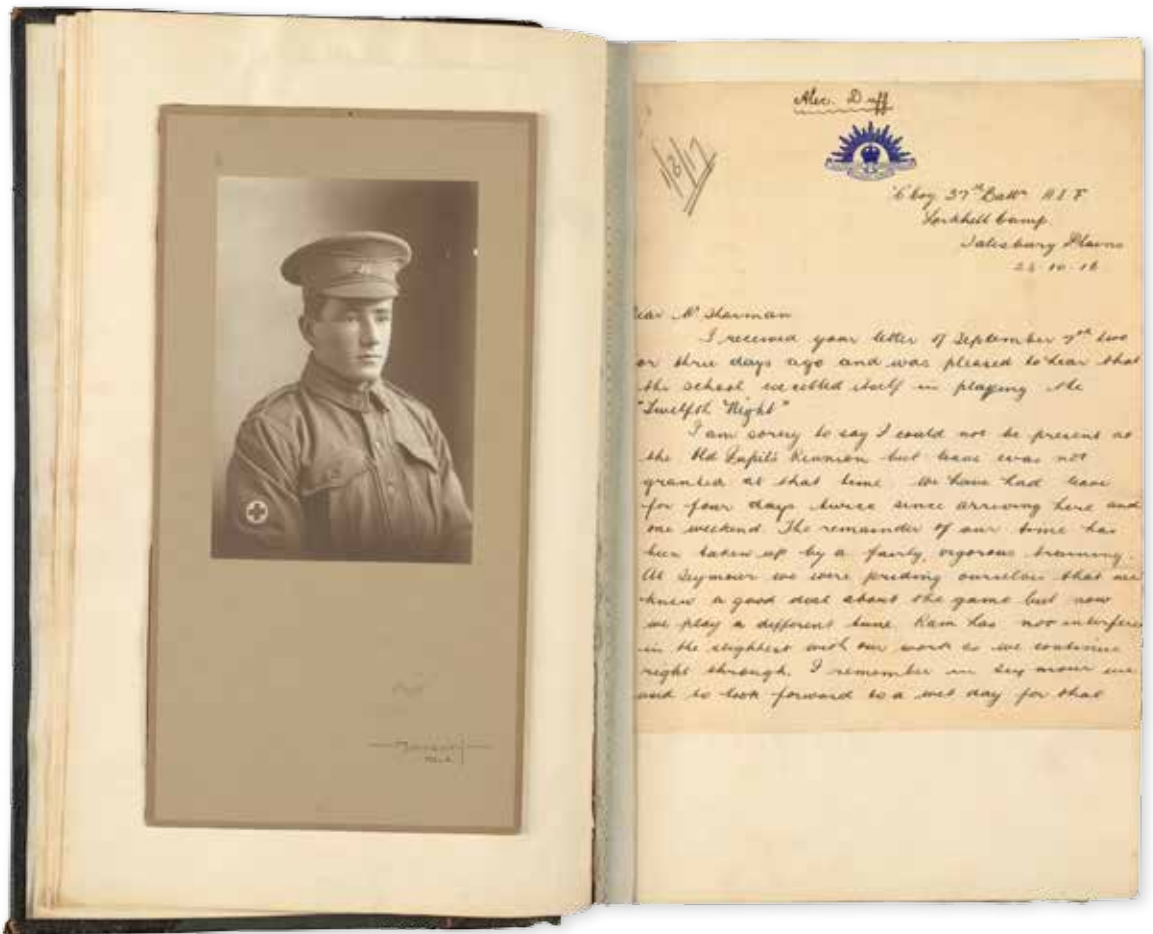 Alec. Duff
1/3/17
C Coy 37th Battn A.I.F
Larkhill Camp.
Salisbury Plains
23-10-16
Dear Mr Sharman
I received your letter of September 7th two
or three days ago and was pleased to hear that
the school excelled itself in playing the
"Twelfth Night"
I am sorry to say I could not be present at
the Old Pupils Reunion but leave was not
granted at that time. We have had leave
for four days twice since arriving here and
one weekend. The remainder of our time has
been taken up by a fairly, vigorous training.
At Seymour we were priding ourselves that we
knew a good deal about the game but now
we play a different tune. Rain has not interfered
in the slightest with our work as we continue
right through. I remember in Seymour we
used to look forward to a wet day for that